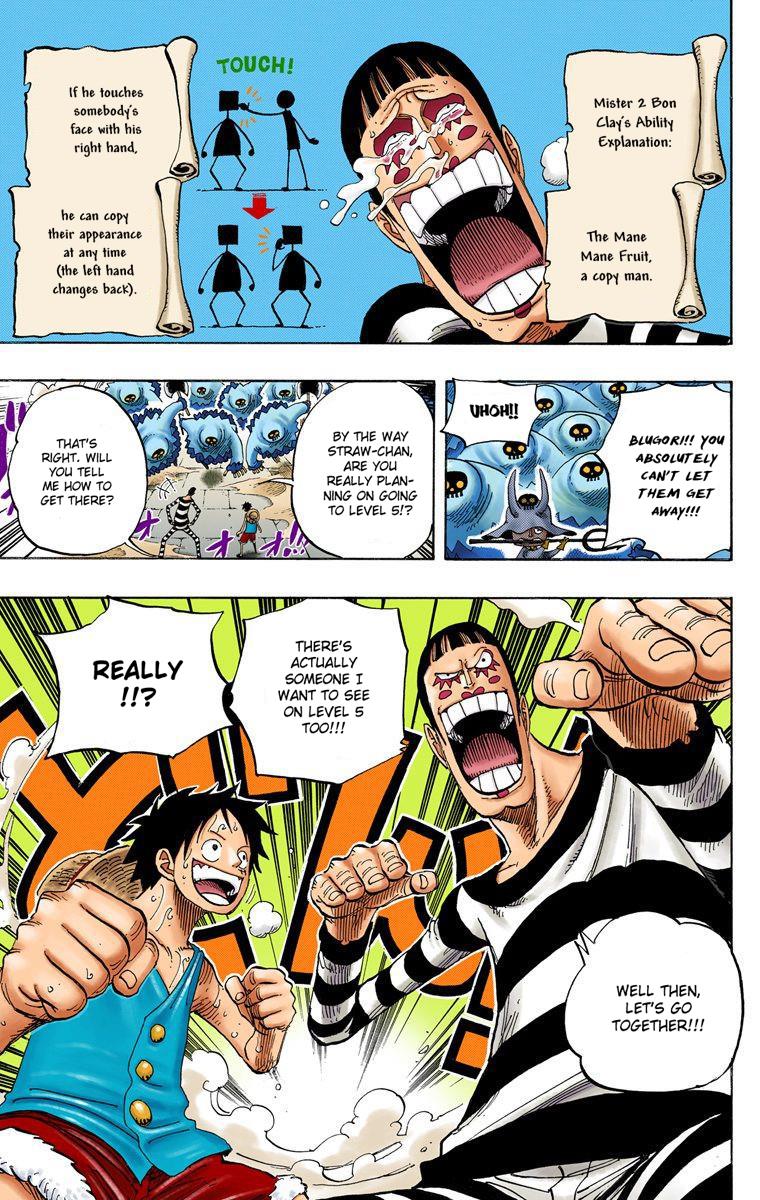 Mister 2 Bon
Clay's Ability
Explanation:
The Mane
Mane Fruit,
a copy man.
TOUCH!
If he touches
somebody's
face with his
right hand,
he can copy
their appearance
at any time
(the left hand
changes back).
BLUGORI!! YOU
ABSOLUTELY
CAN'T LET
THEM GET
AWAY!!!
UHOH!!
BY THE WAY
STRAW-CHAN,
ARE YOU
REALLY PLAN-
NING ON GOING
TO LEVEL 5!?
THAT'S
RIGHT. WILL
YOU TELL
ME HOW TO
GET THERE?
THERE'S
ACTUALLY
SOMEONE I
WANT TO SEE
ON LEVEL 5
TOO!!!
REALLY
!!?
WELL THEN,
LET'S GO
TOGETHER!!!